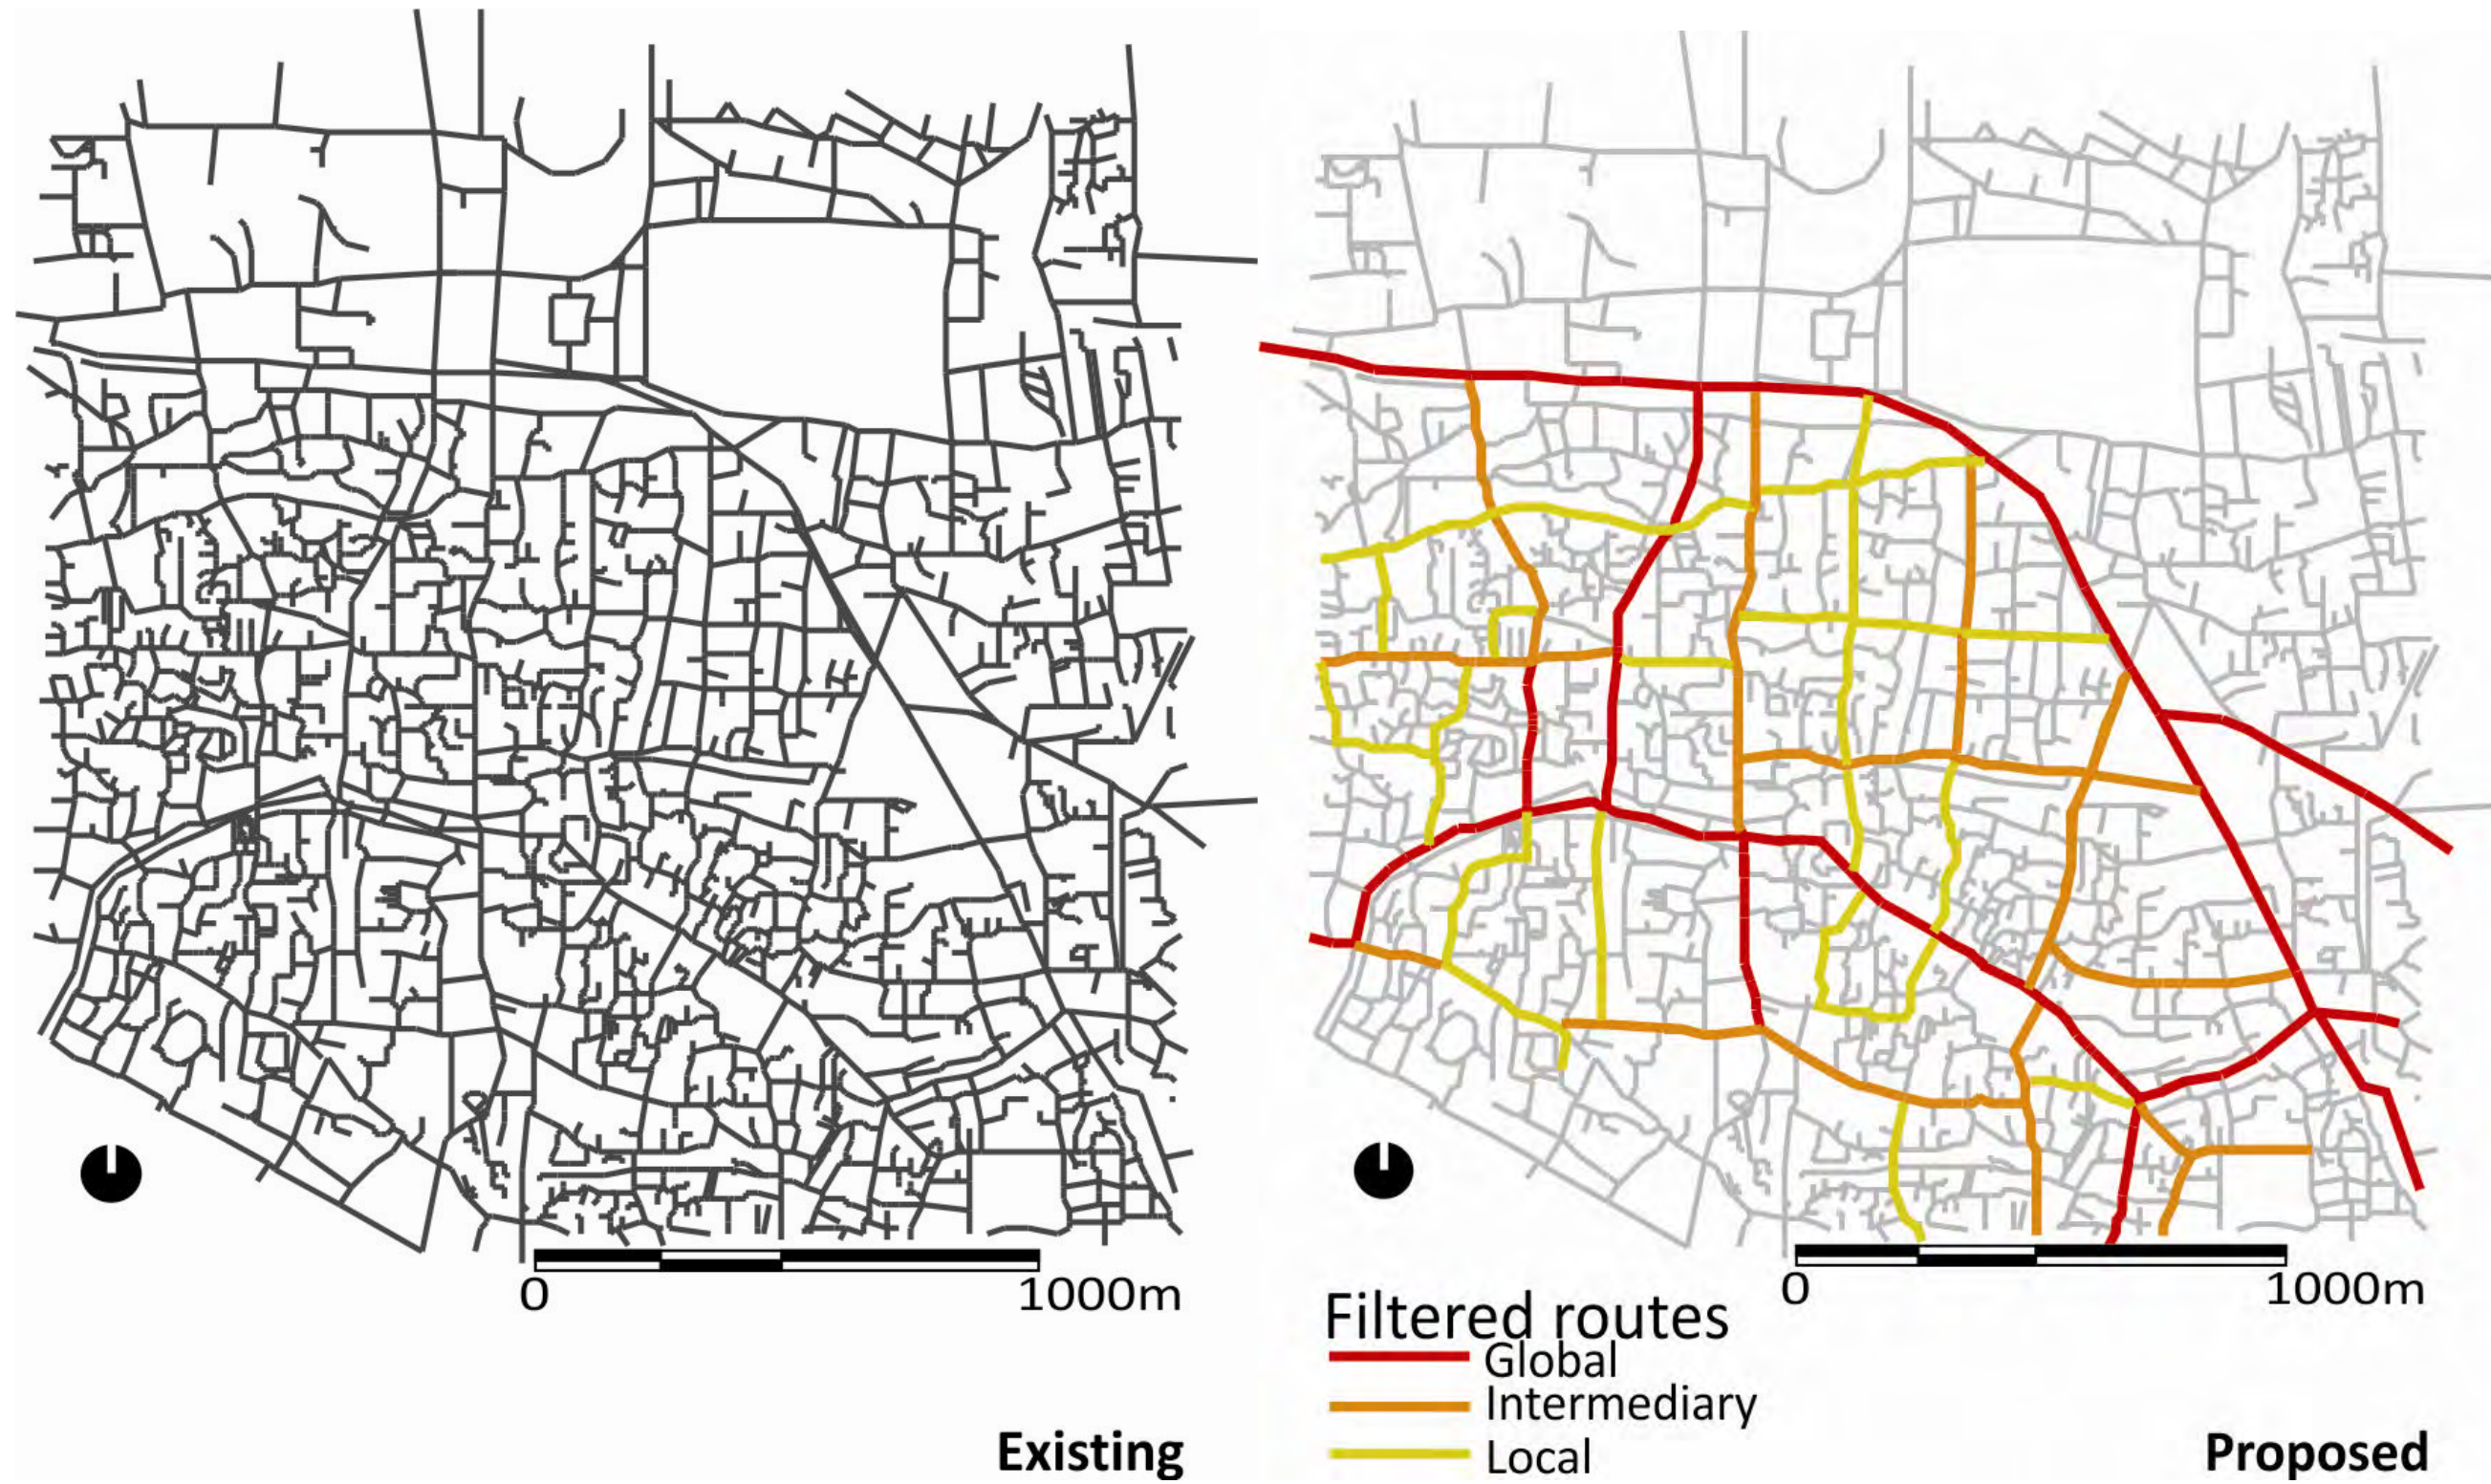 0 1000m
Existing
0 1000m
Filtered routes
Global
Intermediary
Local
Proposed